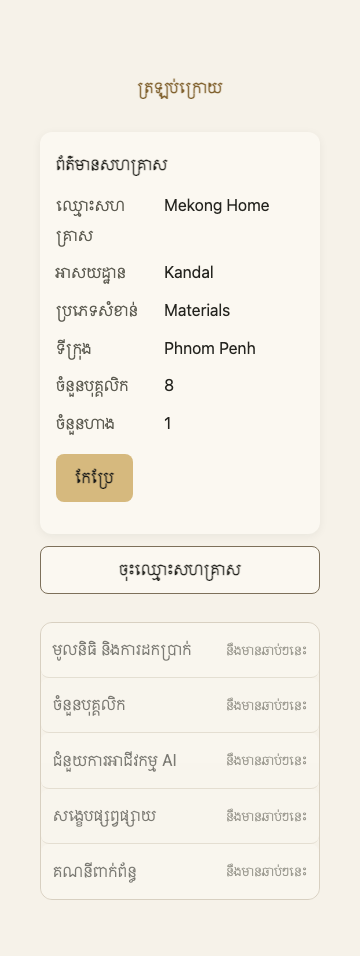 ត្រឡប់ក្រោយ
ព័ត៌មានសហគ្រាស
ឈ្មោះសហ
គ្រាស
Mekong Home
អាសយដ្ឋាន Kandal
ប្រភេទសំខាន់ Materials
ទីក្រុង Phnom Penh
ចំនួនបុគ្គលិក 8
ចំនួនហាង 1
កែប្រែ
ចុះឈ្មោះសហគ្រាស
មូលនិធិ និងការដកប្រាក់ នឹងមានឆាប់ៗនេះ
ចំនួនបុគ្គលិក នឹងមានឆាប់ៗនេះ
ជំនួយការអាជីវកម្ម AI នឹងមានឆាប់ៗនេះ
សង្ខេបផ្សព្វផ្សាយ នឹងមានឆាប់ៗនេះ
គណនីពាក់ព័ន្ធ នឹងមានឆាប់ៗនេះ